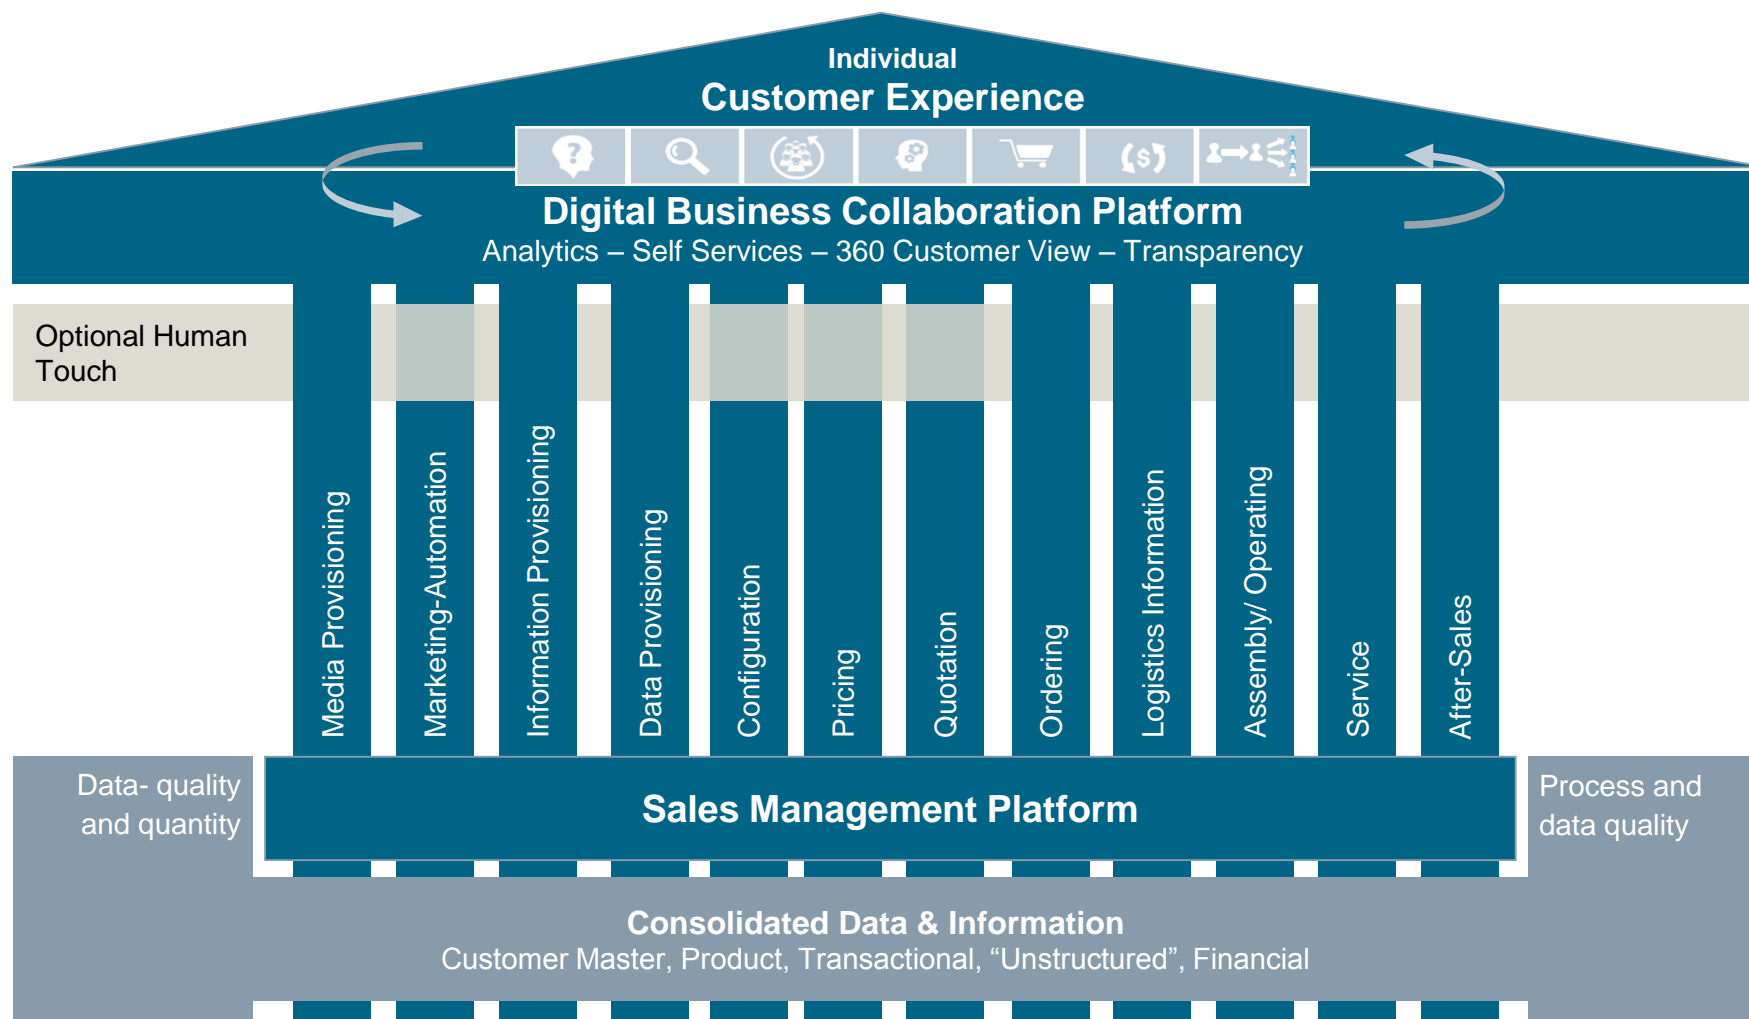 Individual
Customer Experience
?
$
Digital Business Collaboration Platform
Analytics – Self Services – 360 Customer View – Transparency
Optional Human
Touch
Media Provisioning
Marketing-Automation
Information Provisioning
Data Provisioning
Configuration
Pricing
Quotation
Ordering
Logistics Information
Assembly/ Operating
Service
After-Sales
Data- quality
and quantity
Sales Management Platform
Process and
data quality
Consolidated Data & Information
Customer Master, Product, Transactional, “Unstructured”, Financial